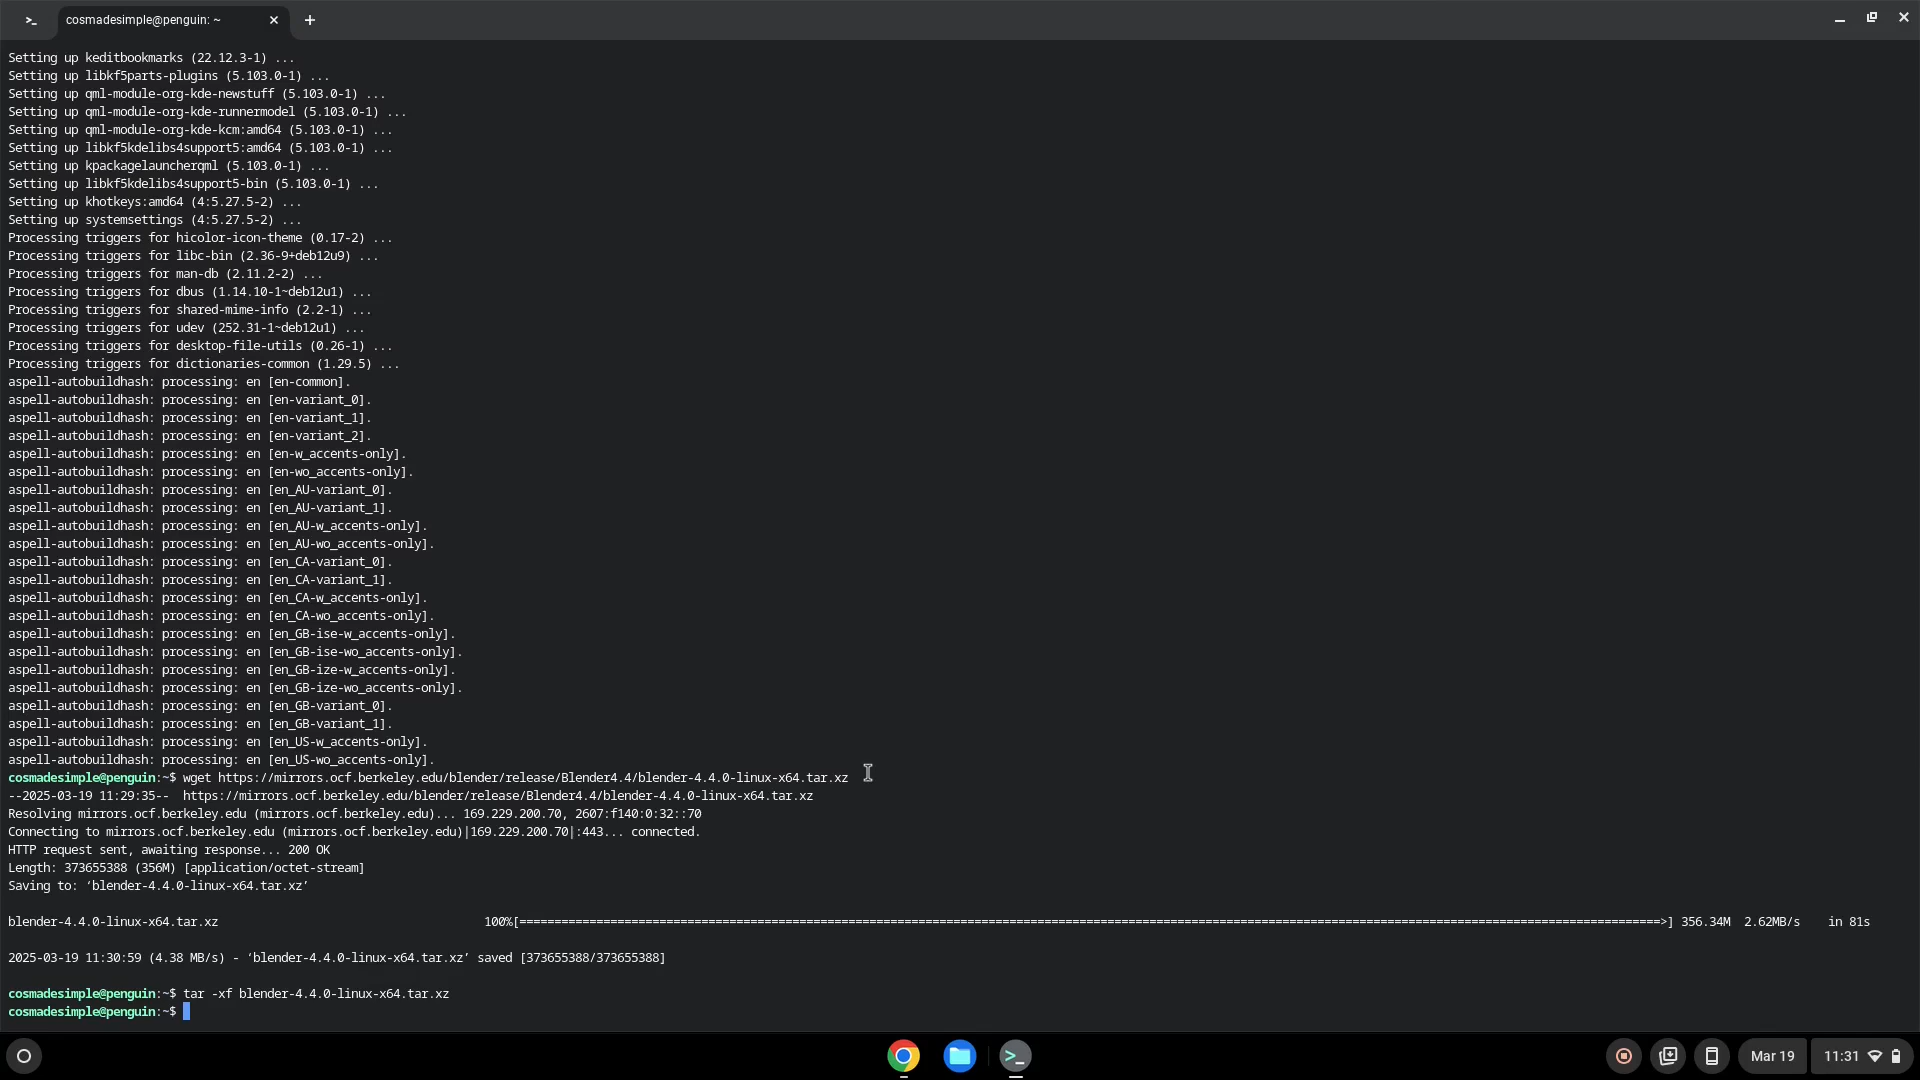 cosmadesimple@penguin: ~
Setting up keditbookmarks (22.12.3-1) ...
Setting up libkf5parts-plugins (5.103.0-1) ...
Setting up qml-module-org-kde-newstuff (5.103.0-1) ...
Setting up qml-module-org-kde-runnermodel (5.103.0-1) ...
Setting up qml-module-org-kde-kcm:amd64 (5.103.0-1) ...
Setting up libkf5kdelibs4support5:amd64 (5.103.0-1) ...
Setting up kpackagelauncherqml (5.103.0-1) ...
Setting up libkf5kdelibs4support5-bin (5.103.0-1) ...
Setting up khotkeys:amd64 (4:5.27.5-2) ...
Setting up systemsettings (4:5.27.5-2) ...
Processing triggers for hicolor-icon-theme (0.17-2) ...
Processing triggers for libc-bin (2.36-9+deb12u9) ...
Processing triggers for man-db (2.11.2-2) ...
Processing triggers for dbus (1.14.10-1~deb12u1) ...
Processing triggers for shared-mime-info (2.2-1) ...
Processing triggers for udev (252.31-1~deb12u1) ...
Processing triggers for desktop-file-utils (0.26-1) ...
Processing triggers for dictionaries-common (1.29.5) ...
aspell-autobuildhash: processing: en [en-common].
aspell-autobuildhash: processing: en [en-variant_0].
aspell-autobuildhash: processing: en [en-variant_1].
aspell-autobuildhash: processing: en [en-variant_2].
aspell-autobuildhash: processing: en [en-w_accents-only].
aspell-autobuildhash: processing: en [en-wo_accents-only].
aspell-autobuildhash: processing: en [en_AU-variant_0].
aspell-autobuildhash: processing: en [en_AU-variant_1].
aspell-autobuildhash: processing: en [en_AU-w_accents-only].
aspell-autobuildhash: processing: en [en_AU-wo_accents-only].
aspell-autobuildhash: processing: en [en_CA-variant_0].
aspell-autobuildhash: processing: en [en_CA-variant_1].
aspell-autobuildhash: processing: en [en_CA-w_accents-only].
aspell-autobuildhash: processing: en [en_CA-wo_accents-only].
aspell-autobuildhash: processing: en [en_GB-ise-w_accents-only].
aspell-autobuildhash: processing: en [en_GB-ise-wo_accents-only].
aspell-autobuildhash: processing: en [en_GB-ize-w_accents-only].
aspell-autobuildhash: processing: en [en_GB-ize-wo_accents-only].
aspell-autobuildhash: processing: en [en_GB-variant_0].
aspell-autobuildhash: processing: en [en_GB-variant_1].
aspell-autobuildhash: processing: en [en_US-w_accents-only].
aspell-autobuildhash: processing: en [en_US-wo_accents-only].
cosmadesimple@penguin:~$ wget https://mirrors.ocf.berkeley.edu/blender/release/Blender4.4/blender-4.4.0-linux-x64.tar.xz
--2025-03-19 11:29:35--  https://mirrors.ocf.berkeley.edu/blender/release/Blender4.4/blender-4.4.0-linux-x64.tar.xz
Resolving mirrors.ocf.berkeley.edu (mirrors.ocf.berkeley.edu)... 169.229.200.70, 2607:f140:0:32::70
Connecting to mirrors.ocf.berkeley.edu (mirrors.ocf.berkeley.edu)|169.229.200.70|:443... connected.
HTTP request sent, awaiting response... 200 OK
Length: 373655388 (356M) [application/octet-stream]
Saving to: ‘blender-4.4.0-linux-x64.tar.xz’
blender-4.4.0-linux-x64.tar.xz 100%[===================>] 356.34M 2.62MB/s in 81s
2025-03-19 11:30:59 (4.38 MB/s) - ‘blender-4.4.0-linux-x64.tar.xz’ saved [373655388/373655388]
cosmadesimple@penguin:~$ tar -xf blender-4.4.0-linux-x64.tar.xz
cosmadesimple@penguin:~$
Mar 19 11:31